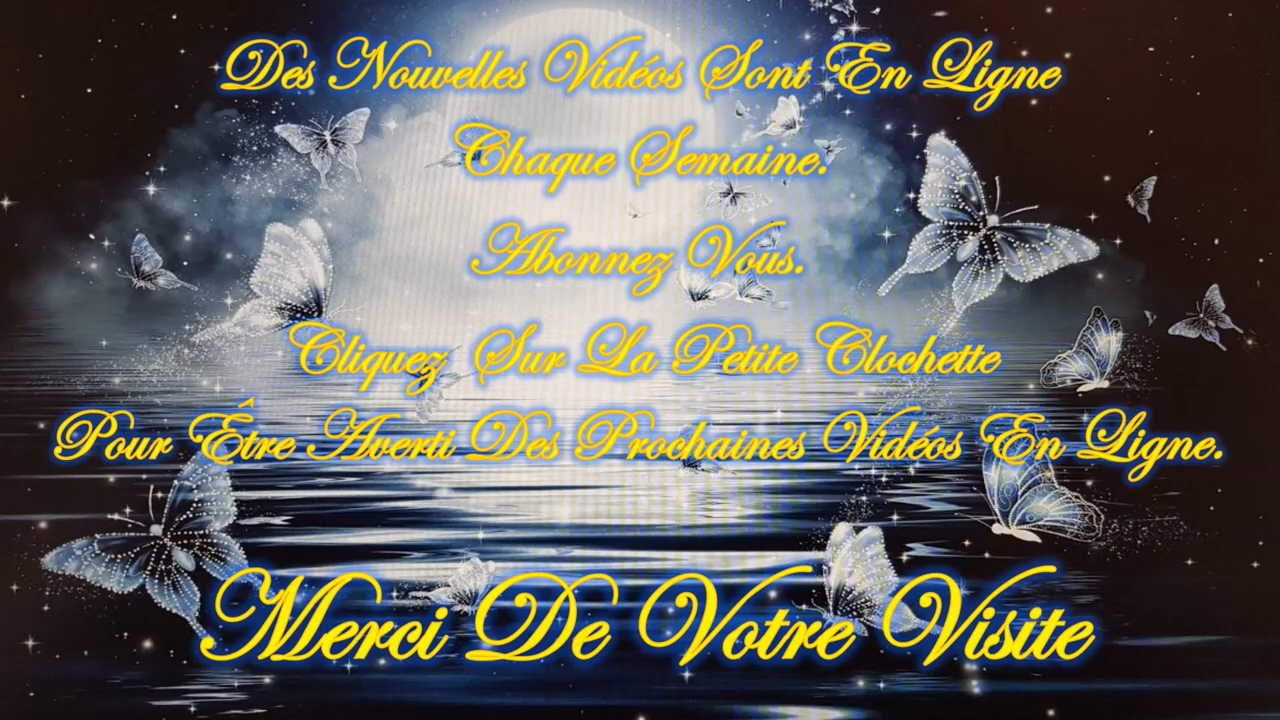 Des Nouvelles Vidéos Sont En Ligne
Chaque Semaine.
Abonnez Vous.
Cliquez Sur La Petite Clochette
Pour Être Averti Des Prochaines Vidéos En Ligne.
Merci De Votre Visite